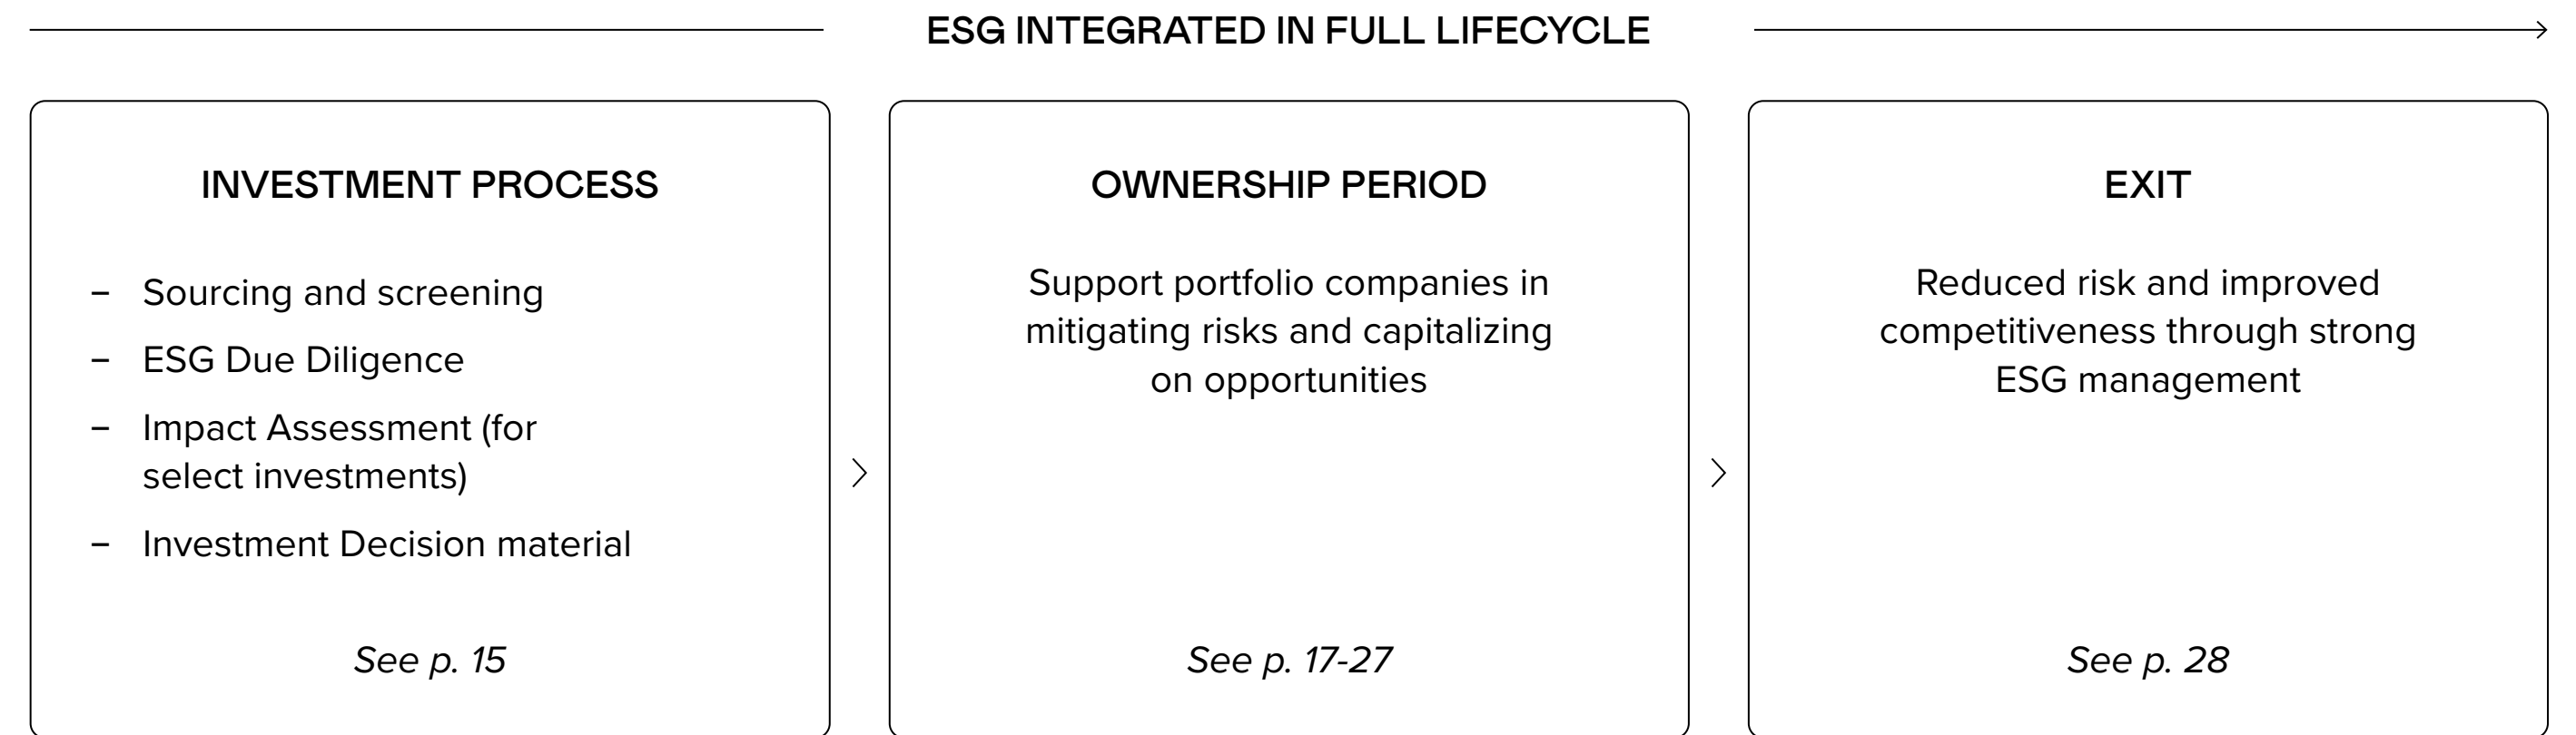 ESG INTEGRATED IN FULL LIFECYCLE
INVESTMENT PROCESS
– Sourcing and screening
– ESG Due Diligence
– Impact Assessment (for
select investments)
– Investment Decision material
See p. 15
OWNERSHIP PERIOD
Support portfolio companies in
mitigating risks and capitalizing
on opportunities
See p. 17-27
EXIT
Reduced risk and improved
competitiveness through strong
ESG management
See p. 28